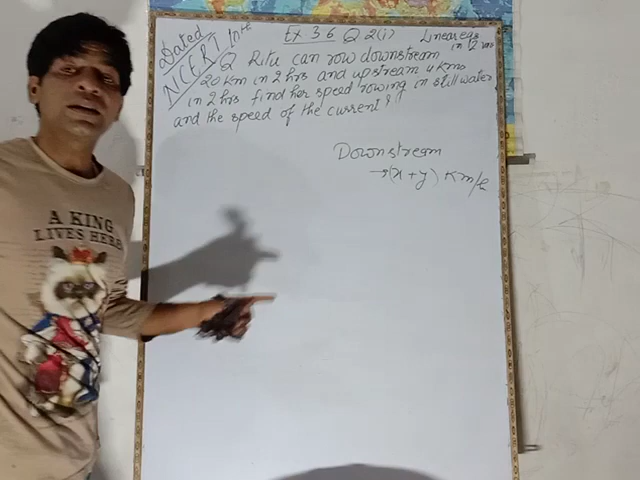 Dated
NCERT 10th
Ex 3.6 Q.2(i)
Linear eqs
in 2 vars
Q Ritu can row downstream
20 Km in 2 hrs and upstream 4 kms
in 2 hrs find her speed rowing in still water
and the speed of the current?
Downstream
→(x+y) Km/h
A KING
LIVES HERE